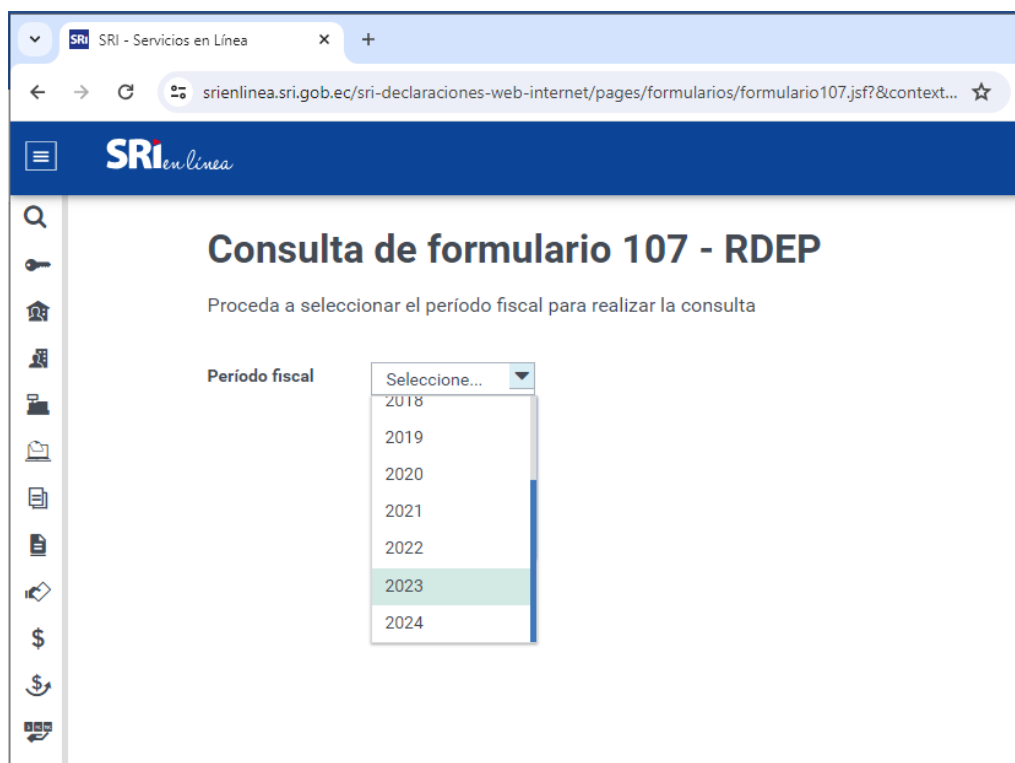 SRI SRI - Servicios en Línea
srienlinea.sri.gob.ec/sri-declaraciones-web-internet/pages/formularios/formulario107.jsf?&context...
SRI en línea
Consulta de formulario 107 - RDEP
Proceda a seleccionar el período fiscal para realizar la consulta
Período fiscal Seleccione...
2018
2019
2020
2021
2022
2023
2024
$
$